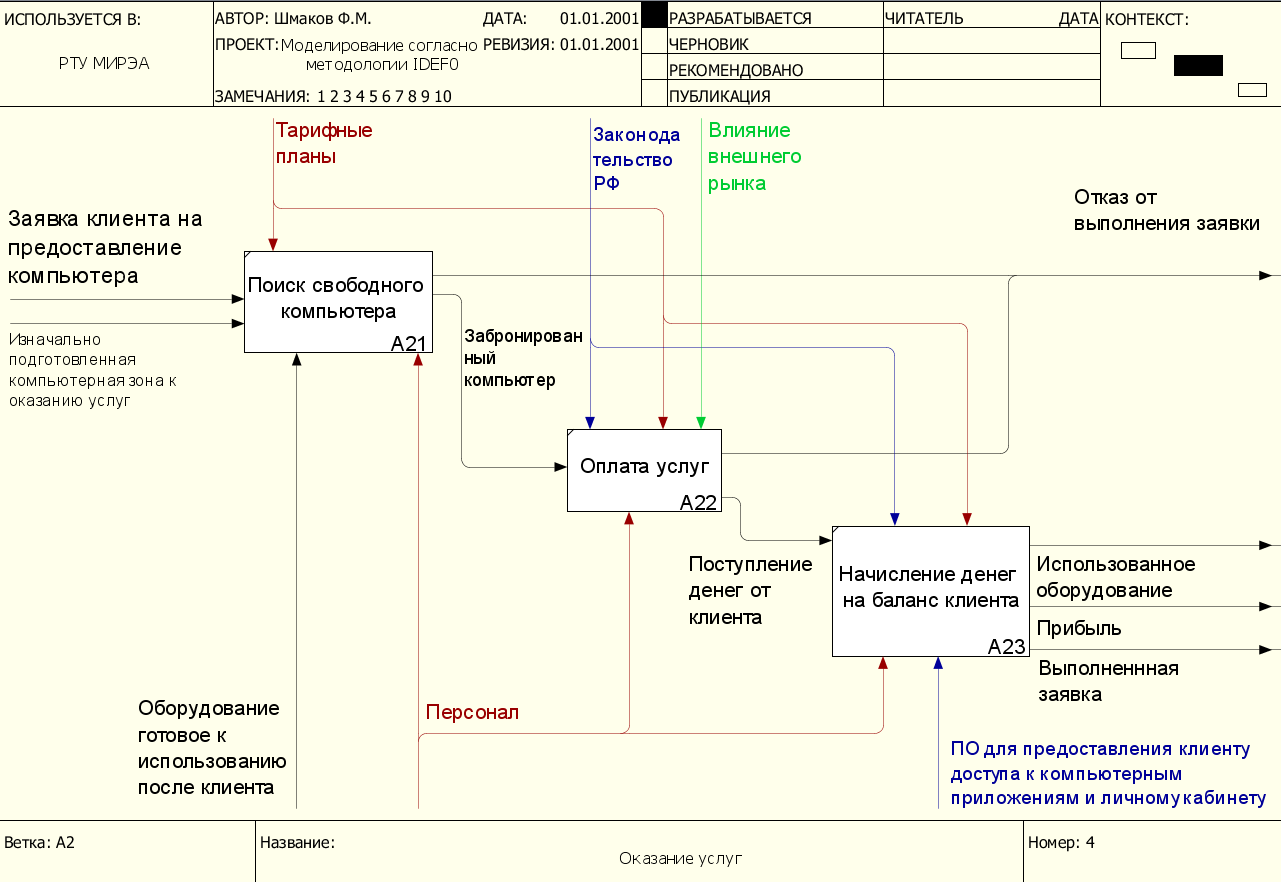 ИСПОЛЬЗУЕТСЯ В:
РТУ МИРЭА
АВТОР: Шмаков Ф.М.
ДАТА: 01.01.2001
ПРОЕКТ: Моделирование согласно
методологии IDEF0
РЕВИЗИЯ: 01.01.2001
ЗАМЕЧАНИЯ: 1 2 3 4 5 6 7 8 9 10
РАЗРАБАТЫВАЕТСЯ
ЧЕРНОВИК
РЕКОМЕНДОВАНО
ПУБЛИКАЦИЯ
ЧИТАТЕЛЬ
ДАТА
КОНТЕКСТ:
Тарифные
планы
Законода
тельство
РФ
Влияние
внешнего
рынка
Отказ от
выполнения заявки
Заявка клиента на
предоставление
компьютера
Изначально
подготовленная
компьютерная зона к
оказанию услуг
Поиск свободного
компьютера
A21
Забронирован
ный
компьютер
Оплата услуг
A22
Поступление
денег от
клиента
Начисление денег
на баланс клиента
A23
Использованное
оборудование
Прибыль
Выполненнная
заявка
Оборудование
готовое к
использованию
после клиента
Персонал
ПО для предоставления клиенту
доступа к компьютерным
приложениям и личному кабинету
Ветка: A2
Название:
Оказание услуг
Номер: 4